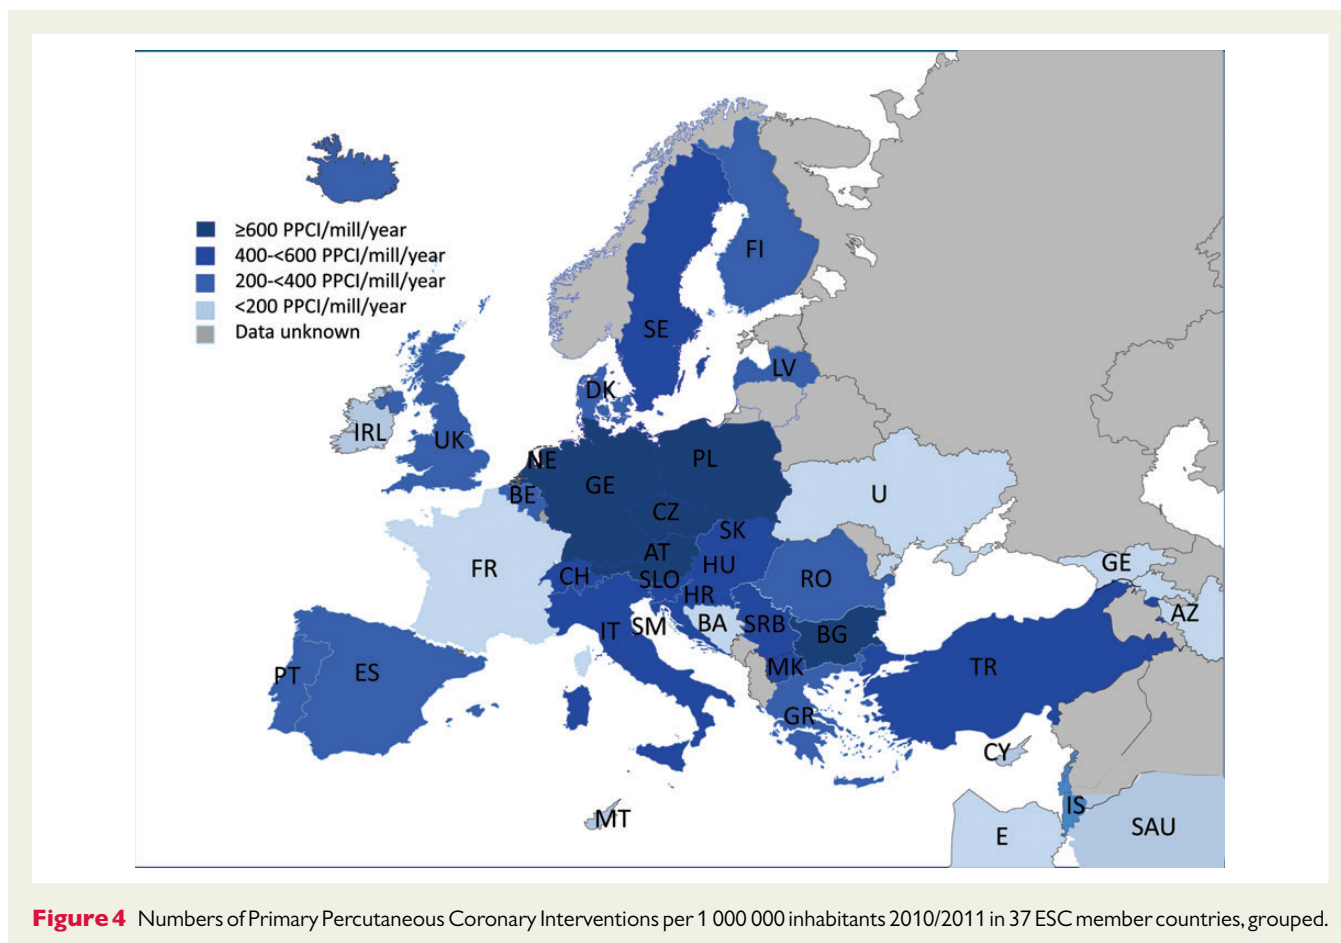 ≥600 PPCI/mill/year
400-<600 PPCI/mill/year
200-<400 PPCI/mill/year
<200 PPCI/mill/year
Data unknown
FI
SE
LV
DK
IRL
UK
NE
GE
PL
BE
CZ
U
SK
AT
HU
FR
CH
SLO
RO
GE
HR
AZ
IT
SM
BA
SRB
BG
PT
ES
MK
TR
GR
CY
MT
IS
E
SAU
Figure 4 Numbers of Primary Percutaneous Coronary Interventions per 1 000 000 inhabitants 2010/2011 in 37 ESC member countries, grouped.